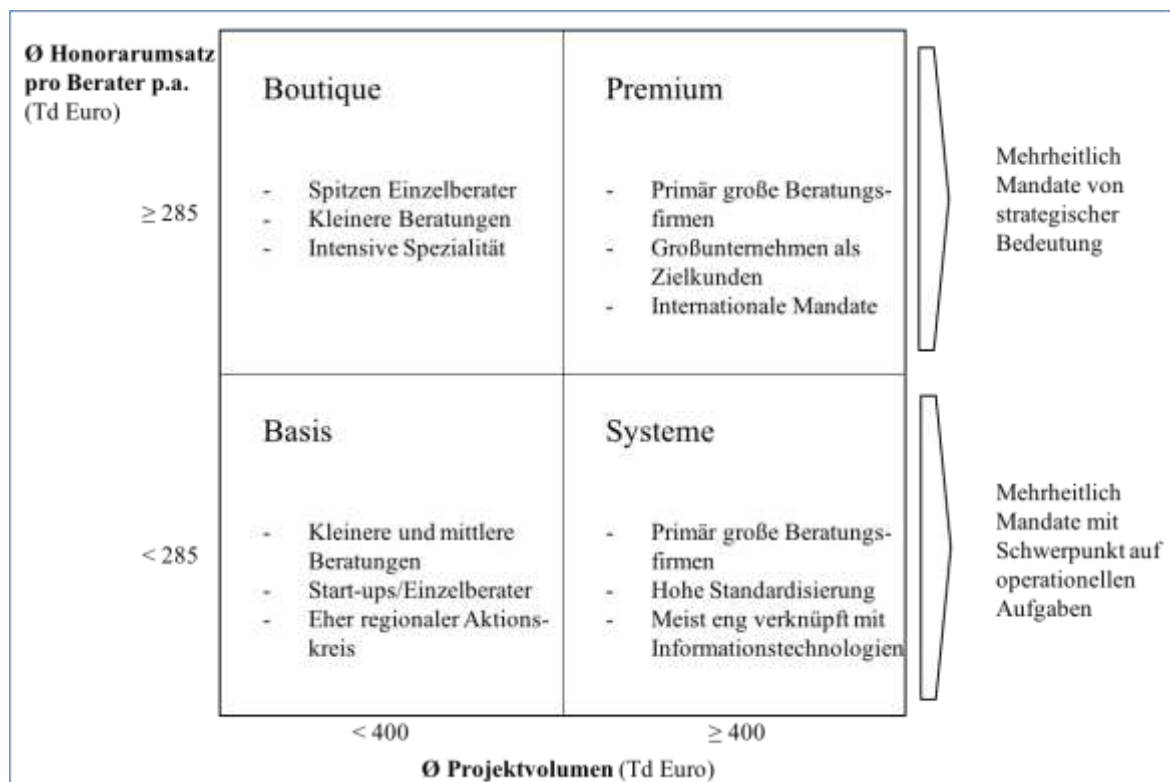 Ø Honorarumsatz
pro Berater p.a.
(Td Euro)
Boutique
- Spitzen Einzelberater
- Kleinere Beratungen
- Intensive Spezialität
Premium
- Primär große Beratungs-
firmen
- Großunternehmen als
Zielkunden
- Internationale Mandate
≥ 285
Mehrheitlich
Mandate von
strategischer
Bedeutung
Basis
- Kleinere und mittlere
Beratungen
- Start-ups/Einzelberater
- Eher regionaler Aktions-
kreis
Systeme
- Primär große Beratungs-
firmen
- Hohe Standardisierung
- Meist eng verknüpft mit
Informationstechnologien
< 285
Mehrheitlich
Mandate mit
Schwerpunkt auf
operationellen
Aufgaben
< 400
≥ 400
Ø Projektvolumen (Td Euro)